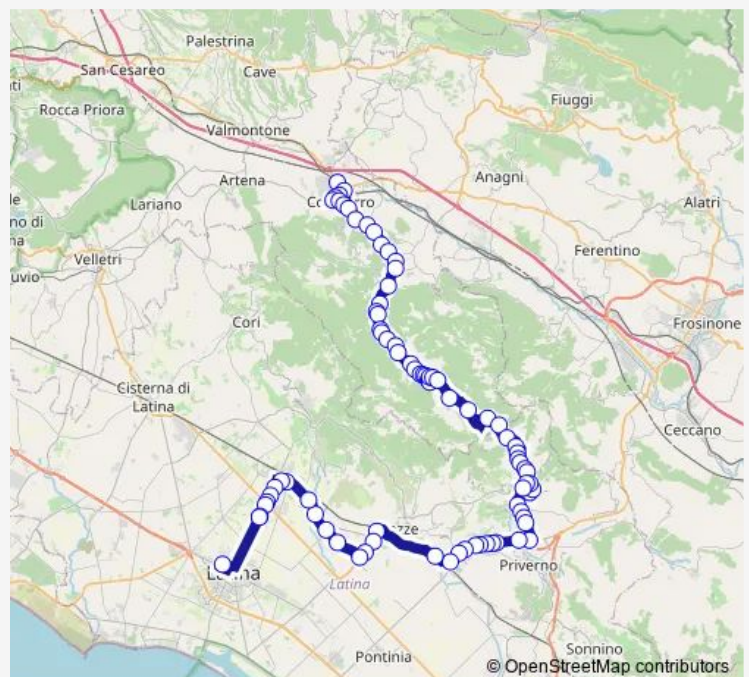 Palestrina
San Cesareo
Cave
Fiuggi
Rocca Priora
Valmontone
Anagni
Artena
Alatri
Lariano
Ferentino
Velletri
Frosinone
Cori
Cisterna di
Latina
Ceccano
Latina
Priverno
Latina
Sonnino
Pontinia
© OpenStreetMap contributors